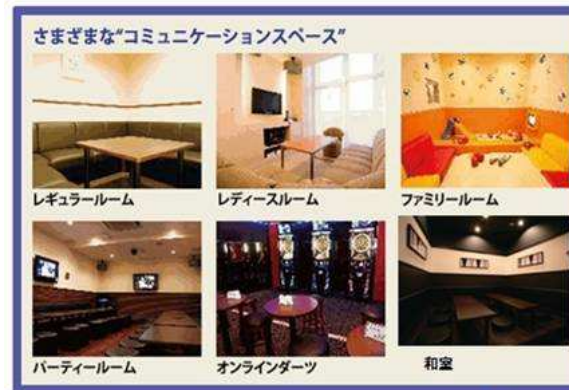 さまざまな“コミュニケーションスペース”
レギュラールーム
レディースルーム
ファミリールーム
パーティールーム
オンラインダーツ
和室